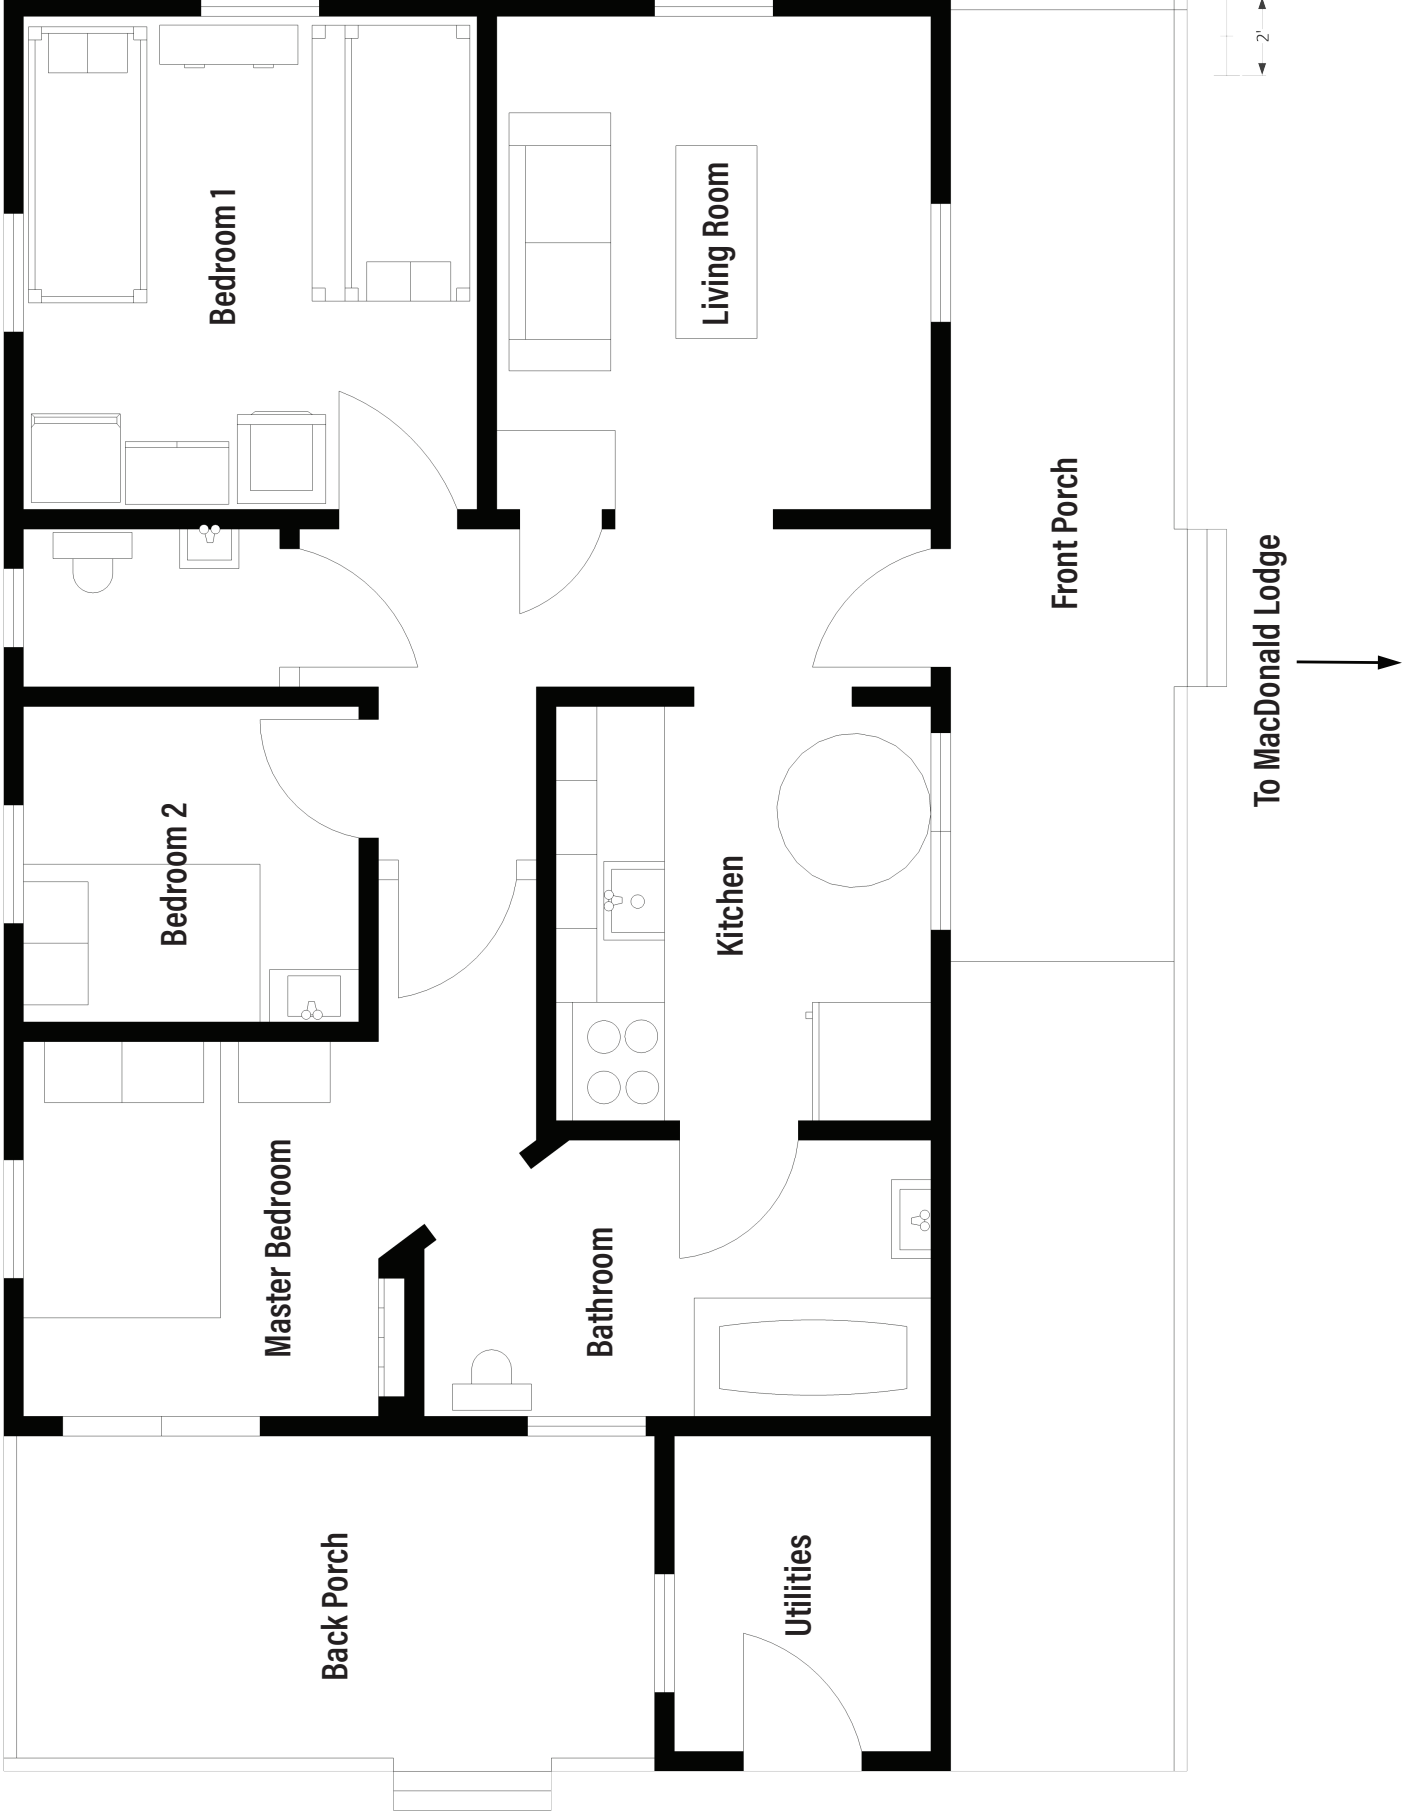 Back Porch
Master Bedroom
Bedroom 2
Bedroom 1
Bathroom
Kitchen
Living Room
Utilities
Front Porch
To MacDonald Lodge
2'